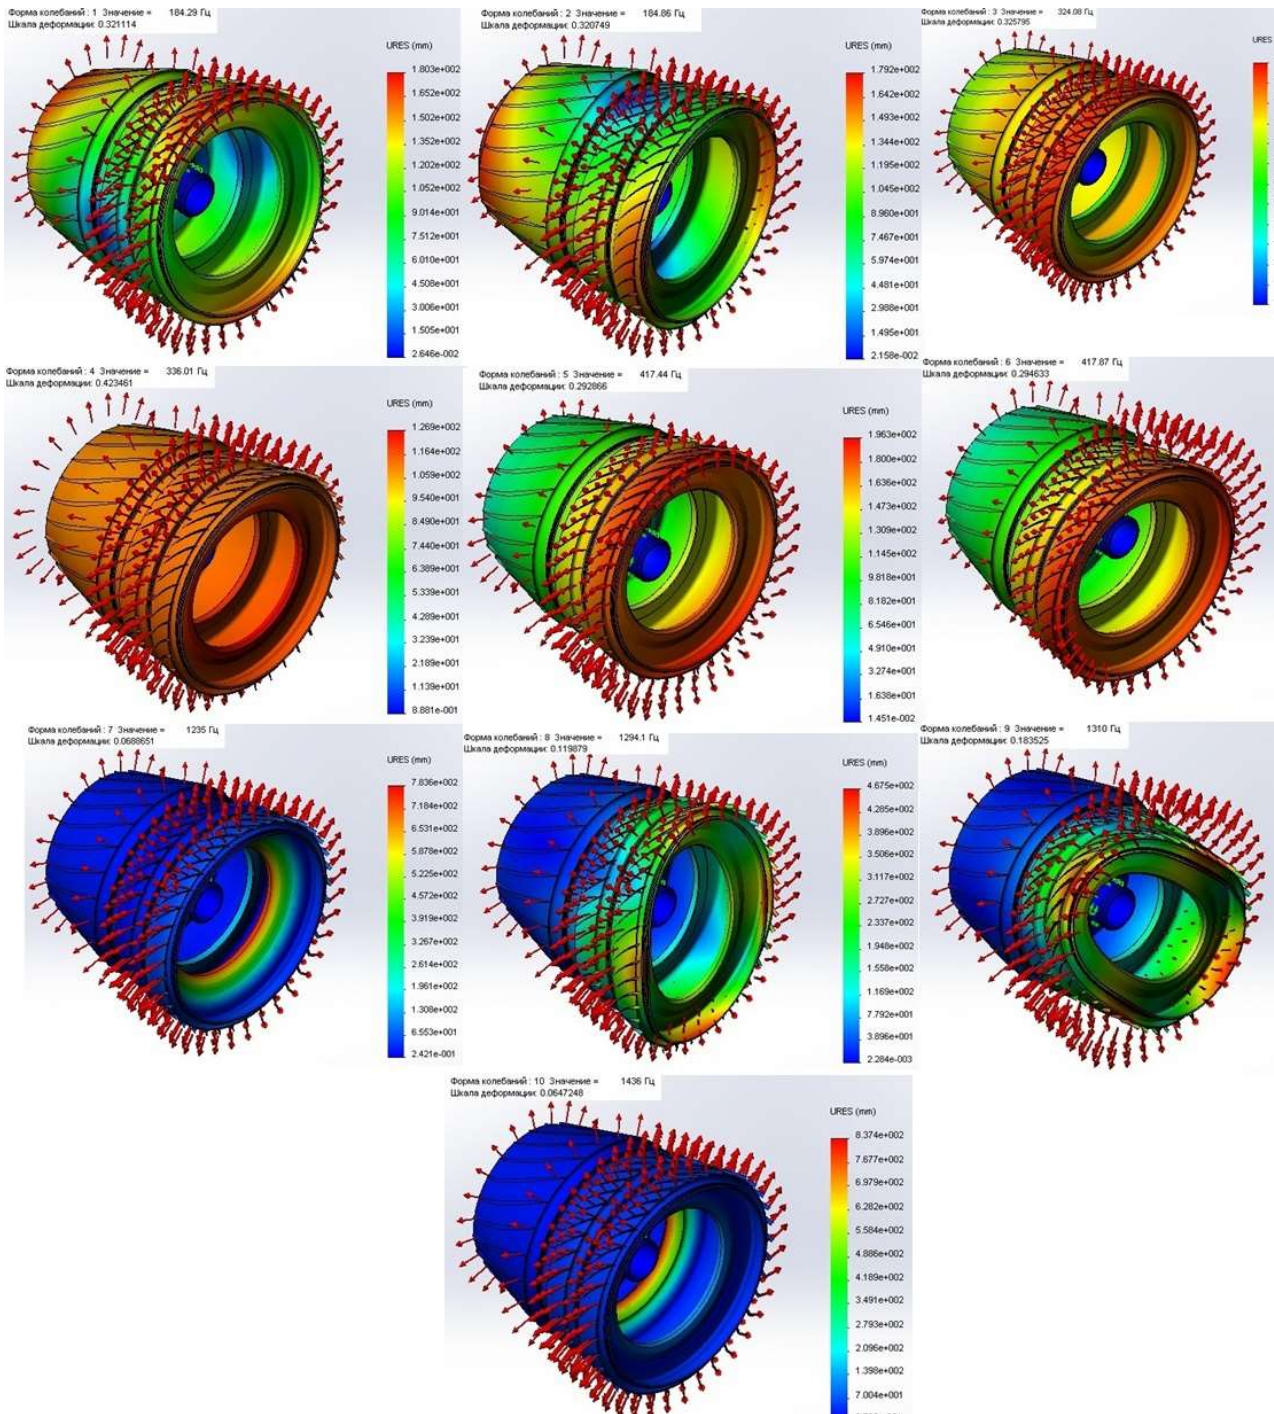 Форма колебаний : 1 Значение = 184.29 Гц
Шкала деформации: 0.321114
URES (mm)
1.803e+002
1.652e+002
1.502e+002
1.352e+002
1.202e+002
1.052e+002
9.014e+001
7.512e+001
6.010e+001
4.508e+001
3.006e+001
1.505e+001
2.646e-002
Форма колебаний : 2 Значение = 184.86 Гц
Шкала деформации: 0.320749
URES (mm)
1.792e+002
1.642e+002
1.493e+002
1.344e+002
1.195e+002
1.045e+002
8.960e+001
7.467e+001
5.974e+001
4.481e+001
2.988e+001
1.495e+001
2.158e-002
Форма колебаний : 3 Значение = 324.08 Гц
Шкала деформации: 0.325795
URES
Форма колебаний : 4 Значение = 336.01 Гц
Шкала деформации: 0.423461
URES (mm)
1.269e+002
1.164e+002
1.059e+002
9.540e+001
8.490e+001
7.440e+001
6.389e+001
5.339e+001
4.289e+001
3.239e+001
2.189e+001
1.139e+001
8.881e-001
Форма колебаний : 5 Значение = 417.44 Гц
Шкала деформации: 0.292866
URES (mm)
1.963e+002
1.800e+002
1.636e+002
1.473e+002
1.309e+002
1.145e+002
9.818e+001
8.182e+001
6.546e+001
4.910e+001
3.274e+001
1.638e+001
1.451e-002
Форма колебаний : 6 Значение = 417.87 Гц
Шкала деформации: 0.294633
Форма колебаний : 7 Значение = 1235 Гц
Шкала деформации: 0.0688651
URES (mm)
7.836e+002
7.184e+002
6.531e+002
5.878e+002
5.225e+002
4.572e+002
3.919e+002
3.267e+002
2.614e+002
1.961e+002
1.308e+002
6.553e+001
2.421e-001
Форма колебаний : 8 Значение = 1294.1 Гц
Шкала деформации: 0.119879
URES (mm)
4.675e+002
4.285e+002
3.896e+002
3.506e+002
3.117e+002
2.727e+002
2.337e+002
1.948e+002
1.558e+002
1.169e+002
7.792e+001
3.896e+001
2.284e-003
Форма колебаний : 9 Значение = 1310 Гц
Шкала деформации: 0.183525
Форма колебаний : 10 Значение = 1436 Гц
Шкала деформации: 0.0647248
URES (mm)
8.374e+002
7.677e+002
6.979e+002
6.282e+002
5.584e+002
4.886e+002
4.189e+002
3.491e+002
2.793e+002
2.096e+002
1.398e+002
7.004e+001